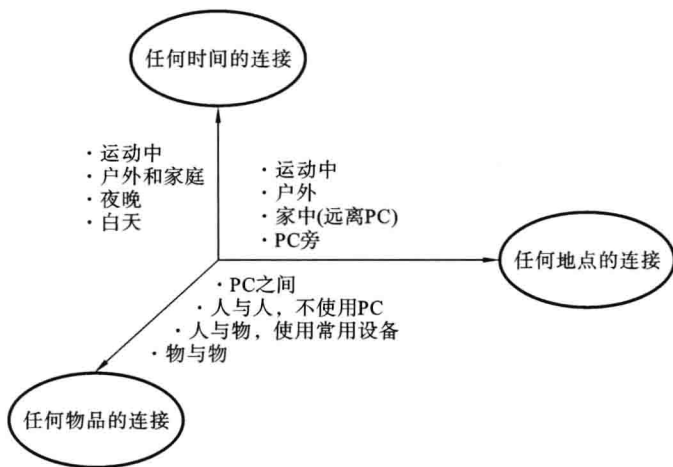 任何时间的连接
·运动中
·户外和家庭
·夜晚
·白天
·运动中
·户外
·家中(远离PC)
·PC旁
任何地点的连接
·PC之间
·人与人，不使用PC
·人与物，使用常用设备
·物与物
任何物品的连接